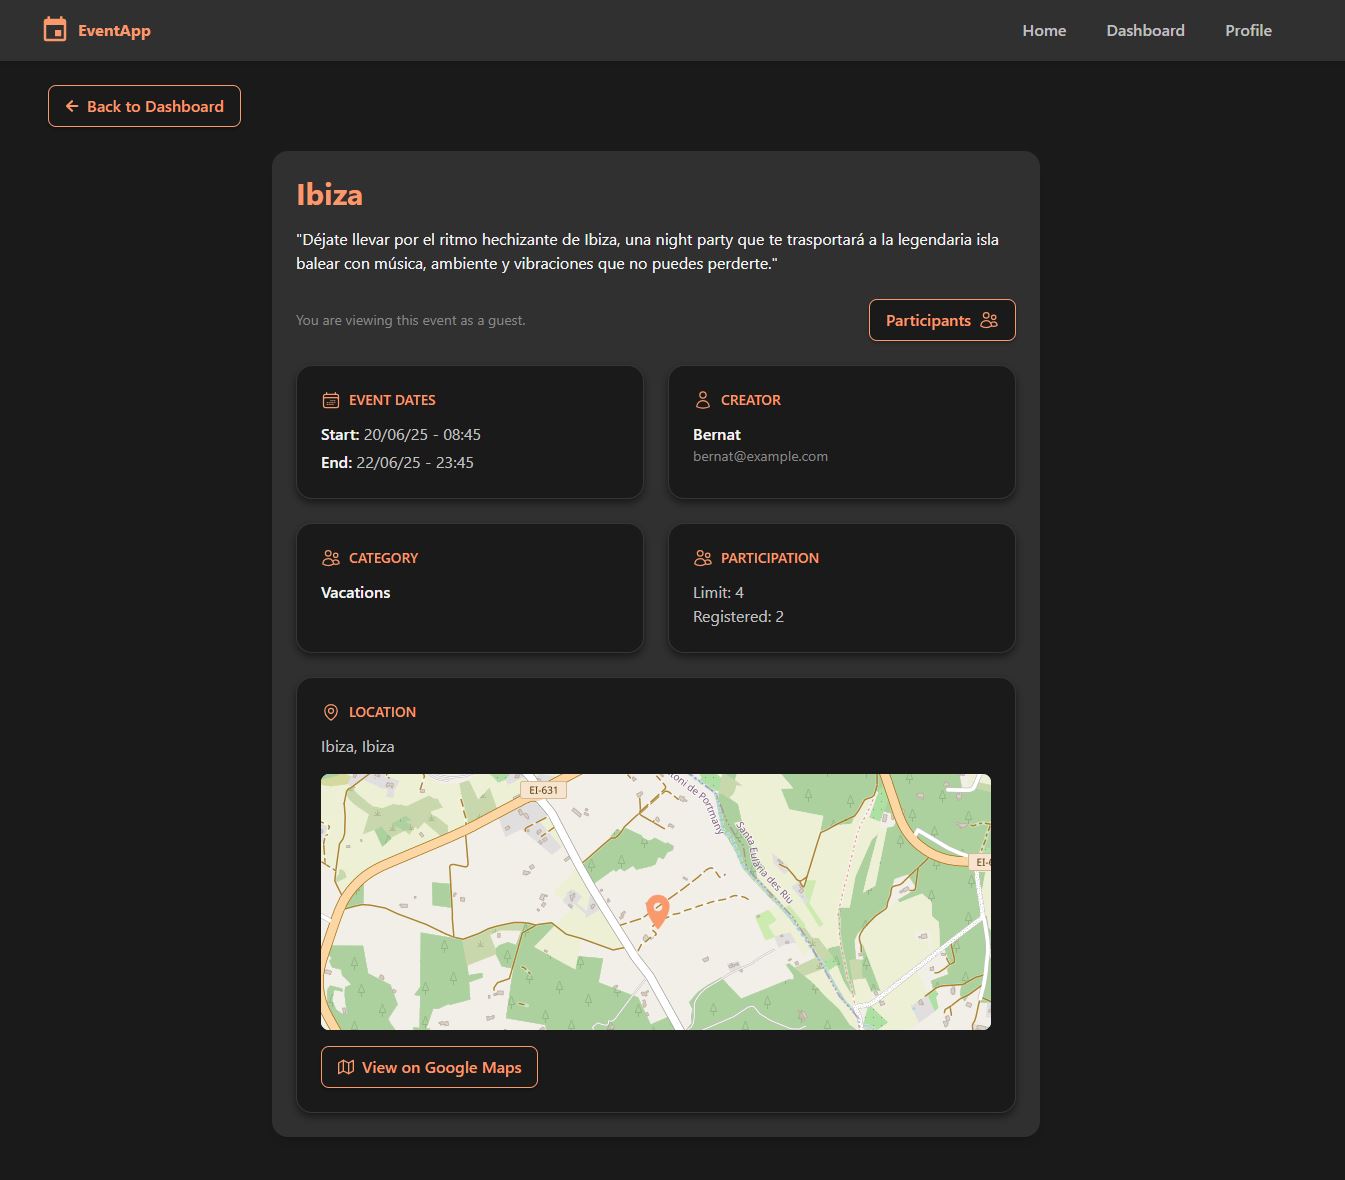 EventApp
Home
Dashboard
Profile
Back to Dashboard
Ibiza
"Déjate llevar por el ritmo hechizante de Ibiza, una night party que te trasportará a la legendaria isla
balear con música, ambiente y vibraciones que no puedes perderte."
You are viewing this event as a guest.
Participants
EVENT DATES
Start: 20/06/25 - 08:45
End: 22/06/25 - 23:45
CREATOR
Bernat
bernat@example.com
CATEGORY
Vacations
PARTICIPATION
Limit: 4
Registered: 2
LOCATION
Ibiza, Ibiza
EI-631
toni de Portmany
Santa Eulària des Riu
View on Google Maps